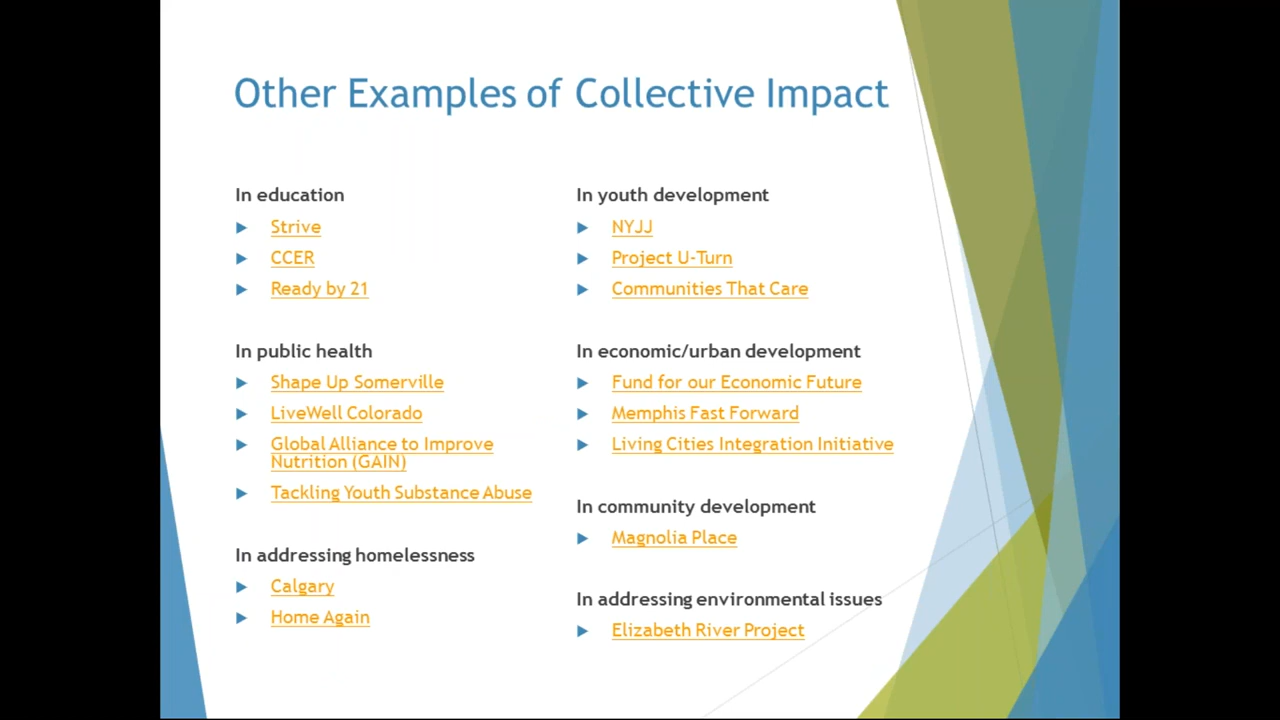 Other Examples of Collective Impact
In education
Strive
CCER
Ready by 21
In public health
Shape Up Somerville
LiveWell Colorado
Global Alliance to Improve
Nutrition (GAIN)
Tackling Youth Substance Abuse
In addressing homelessness
Calgary
Home Again
In youth development
NYJJ
Project U-Turn
Communities That Care
In economic/urban development
Fund for our Economic Future
Memphis Fast Forward
Living Cities Integration Initiative
In community development
Magnolia Place
In addressing environmental issues
Elizabeth River Project